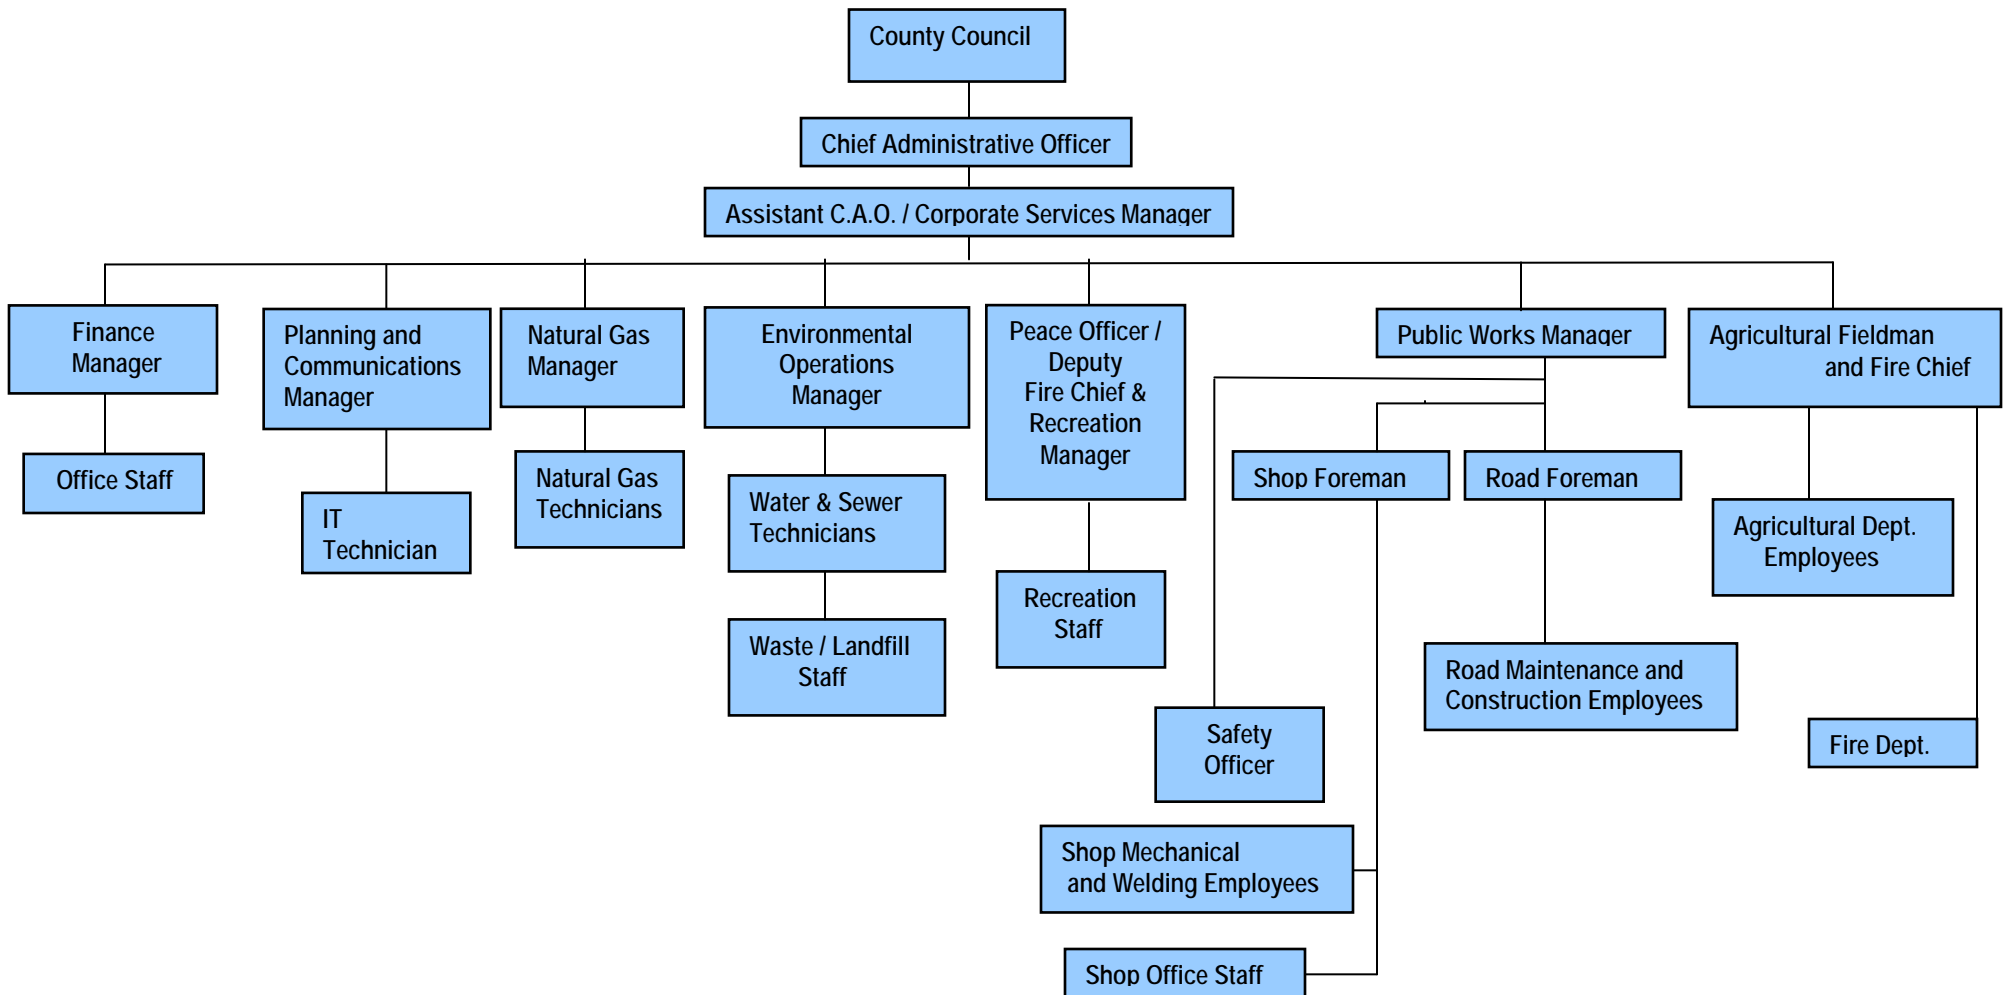 County Council
Chief Administrative Officer
Assistant C.A.O. / Corporate Services Manager
Finance
Manager
Planning and
Communications
Manager
Natural Gas
Manager
Environmental
Operations
Manager
Peace Officer /
Deputy
Fire Chief &
Recreation
Manager
Public Works Manager
Agricultural Fieldman
and Fire Chief
Office Staff
IT
Technician
Natural Gas
Technicians
Water & Sewer
Technicians
Waste / Landfill
Staff
Recreation
Staff
Shop Foreman
Road Foreman
Agricultural Dept.
Employees
Road Maintenance and
Construction Employees
Safety
Officer
Fire Dept.
Shop Mechanical
and Welding Employees
Shop Office Staff